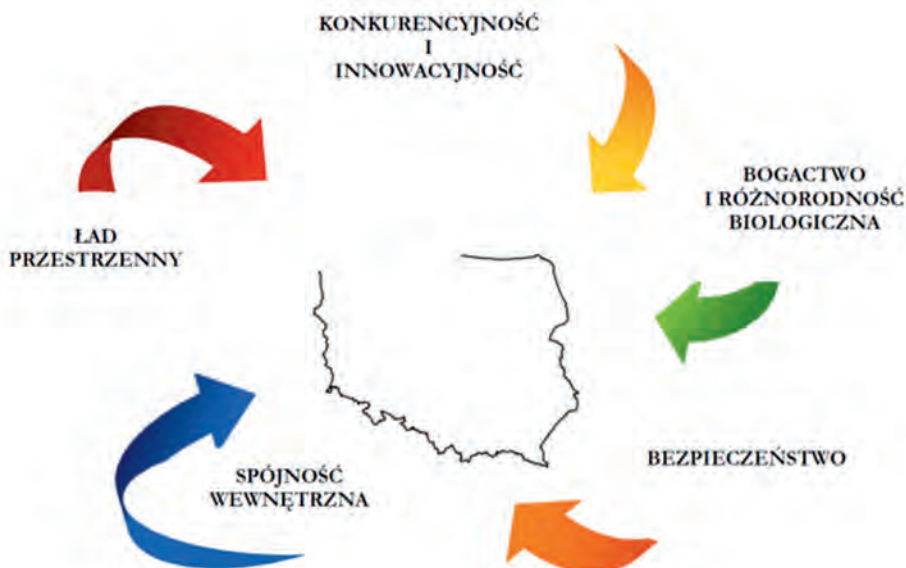 KONKURENCYJNOŚĆ
I
INNOWACYJNOŚĆ
BOGACTWO
I RÓŻNORODNOŚĆ
BIOLOGICZNA
ŁAD
PRZESTRZENNY
BEZPIECZEŃSTWO
SPÓJNOŚĆ
WEWNĘTRZNA